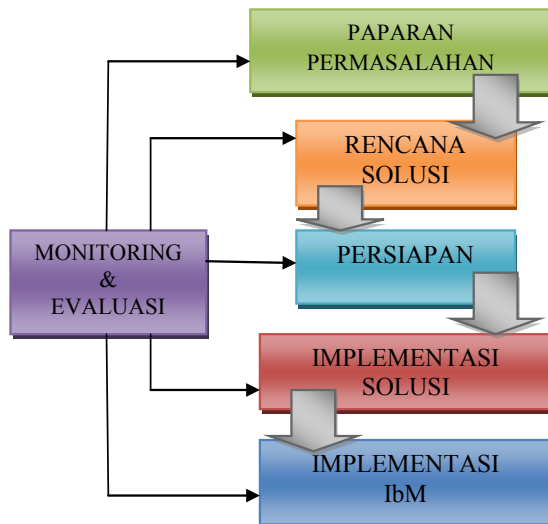 PAPARAN
PERMASALAHAN
RENCANA
SOLUSI
MONITORING
&
EVALUASI
PERSIAPAN
IMPLEMENTASI
SOLUSI
IMPLEMENTASI
IbM